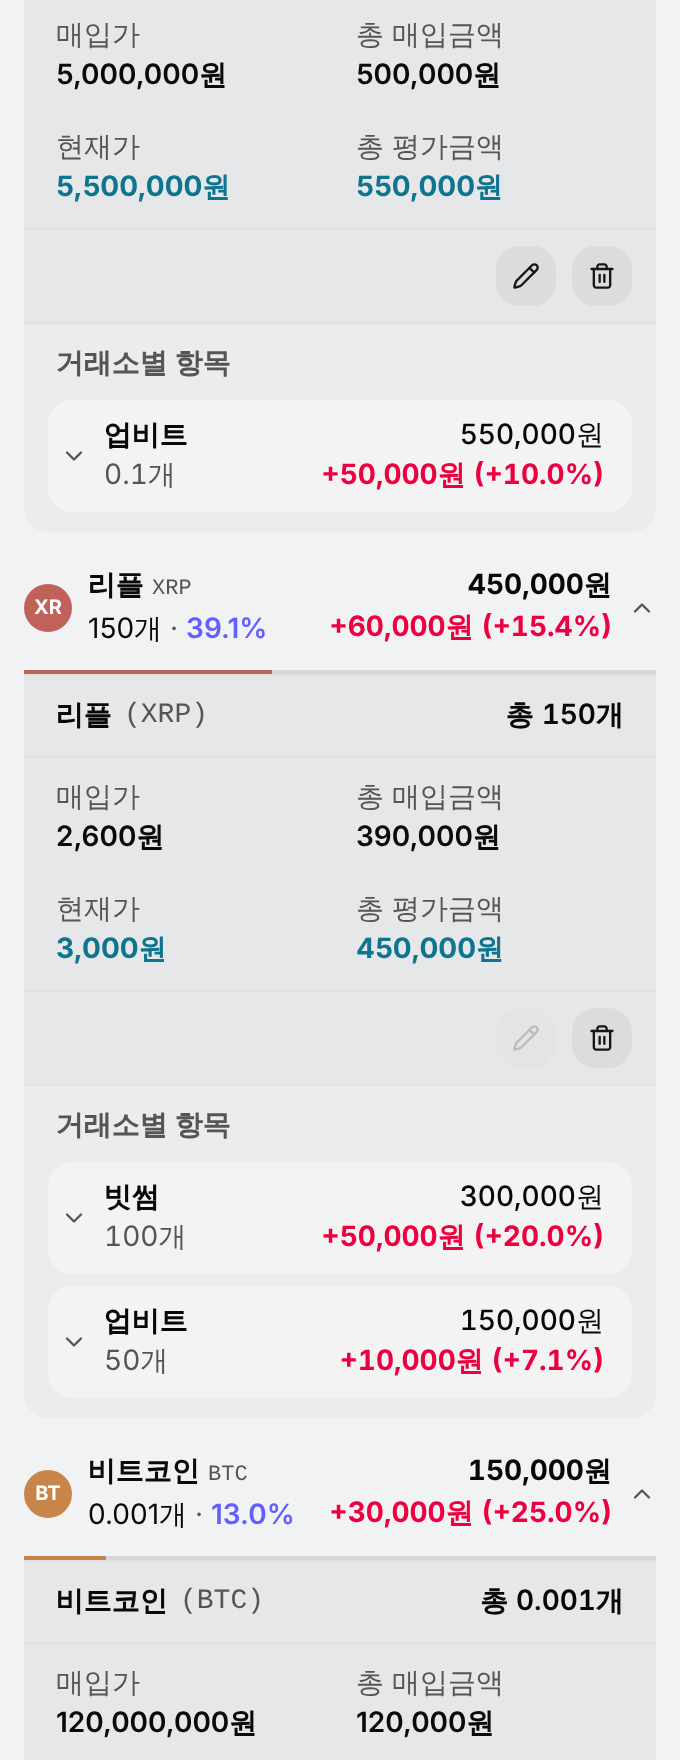 매입가 총 매입금액
5,000,000원 500,000원
현재가 총 평가금액
5,500,000원 550,000원
거래소별 항목
업비트 550,000원
0.1개 +50,000원 (+10.0%)
XR 리플 XRP 450,000원
150개 · 39.1% +60,000원 (+15.4%)
리플 (XRP) 총 150개
매입가 총 매입금액
2,600원 390,000원
현재가 총 평가금액
3,000원 450,000원
거래소별 항목
빗썸 300,000원
100개 +50,000원 (+20.0%)
업비트 150,000원
50개 +10,000원 (+7.1%)
BT 비트코인 BTC 150,000원
0.001개 · 13.0% +30,000원 (+25.0%)
비트코인 (BTC) 총 0.001개
매입가 총 매입금액
120,000,000원 120,000원